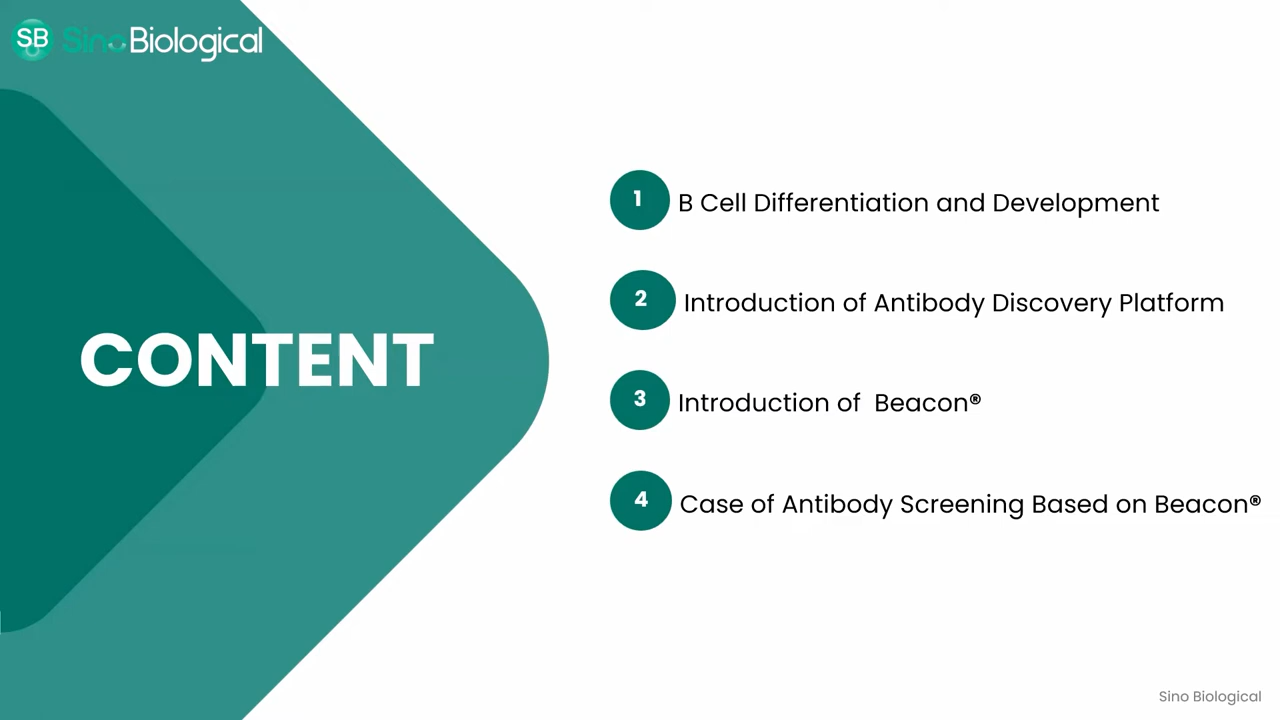 SB Sino Biological
CONTENT
1 B Cell Differentiation and Development
2 Introduction of Antibody Discovery Platform
3 Introduction of Beacon®
4 Case of Antibody Screening Based on Beacon®
Sino Biological